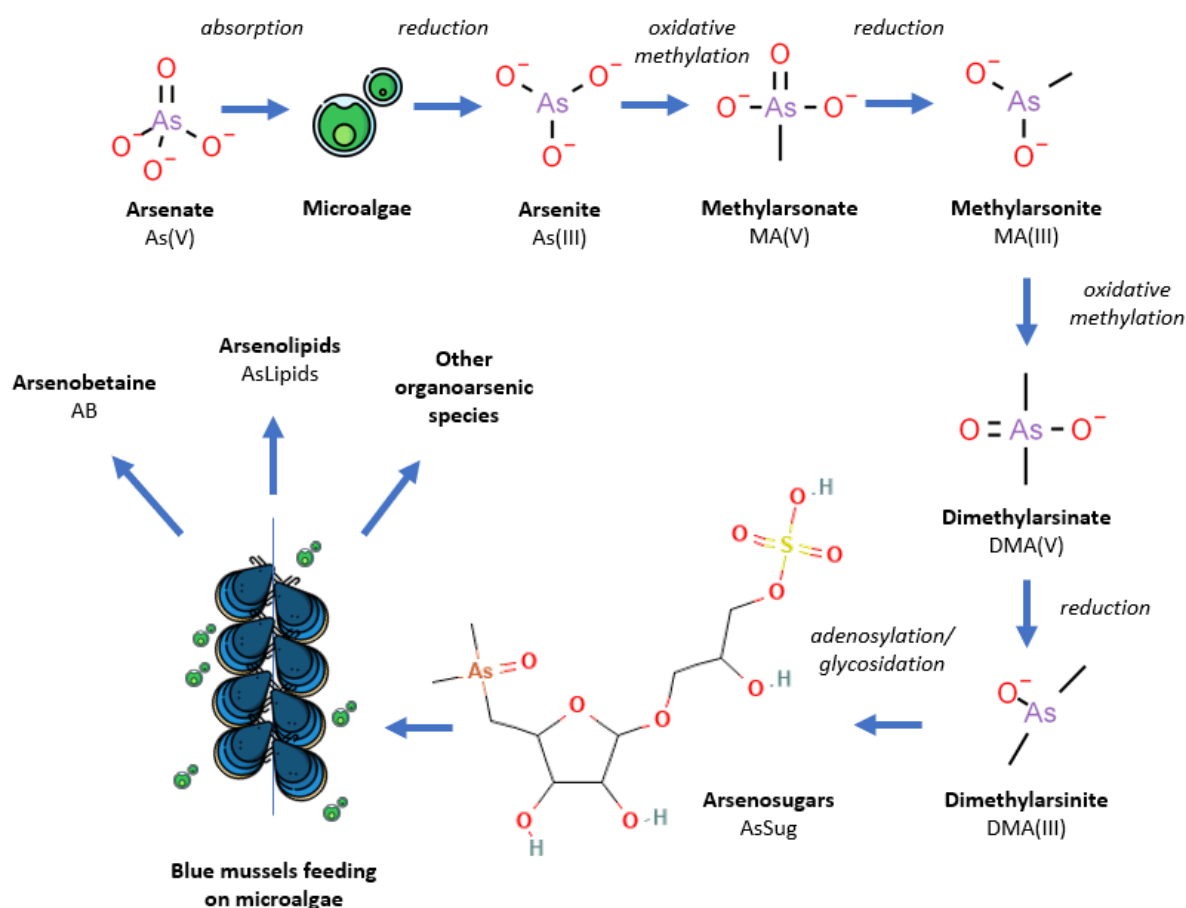 absorption
reduction
oxidative
methylation
reduction
O
As
O⁻
O⁻
O⁻
O⁻
As
O⁻
O⁻
O
O⁻
As
O⁻
O⁻
As
O⁻
Arsenate
As(V)
Microalgae
Arsenite
As(III)
Methylarsonate
MA(V)
Methylarsonite
MA(III)
oxidative
methylation
Arsenobetaine
AB
Arsenolipids
AsLipids
Other
organoarsenic
species
O
As
O⁻
Dimethylarsinate
DMA(V)
reduction
O⁻
As
Dimethylarsinite
DMA(III)
adenosylation/
glycosidation
O
H
O
S
O
O
As
O
O
O
O
H
O
H
O
H
Arsenosugars
AsSug
Blue mussels feeding
on microalgae